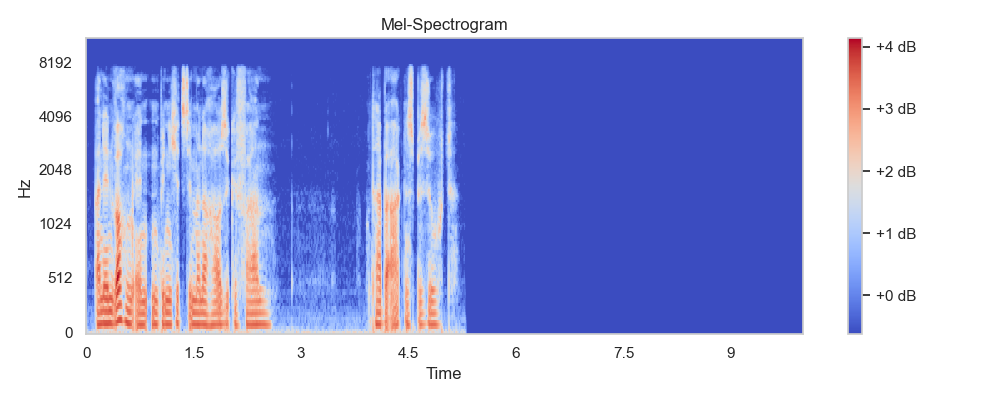 Mel-Spectrogram
8192
4096
2048
1024
512
0
Hz
0 1.5 3 4.5 6 7.5 9
Time
+4 dB
+3 dB
+2 dB
+1 dB
+0 dB